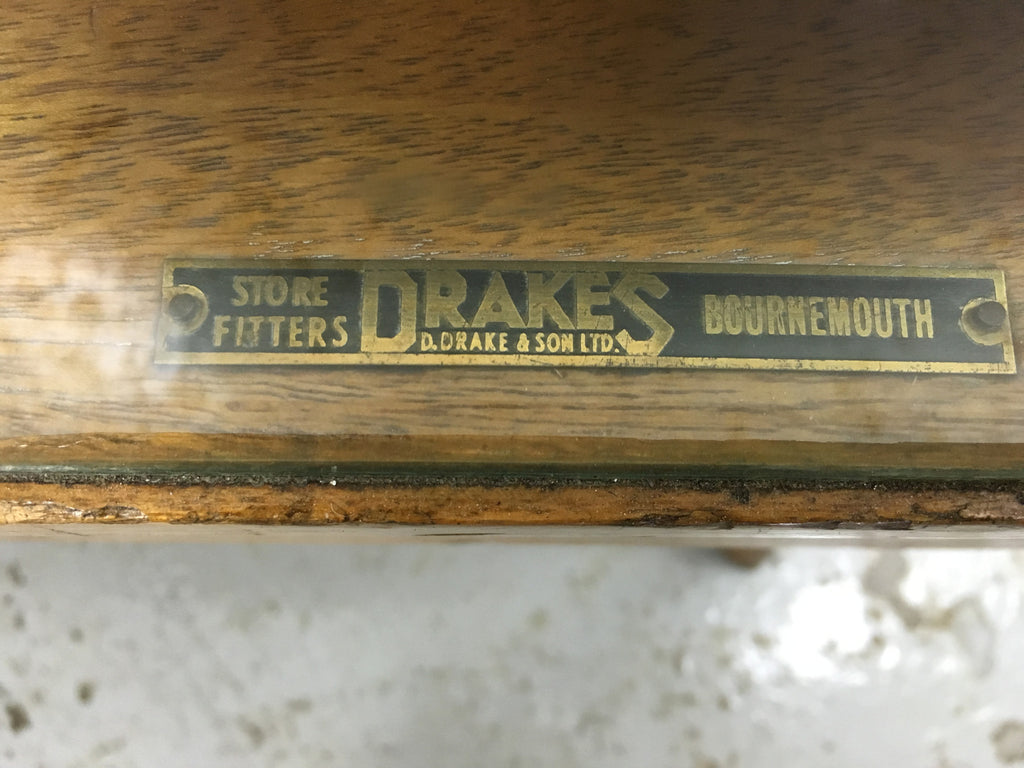 STORE
FITTERS
DRAKES
D. DRAKE & SON LTD.
BOURNEMOUTH